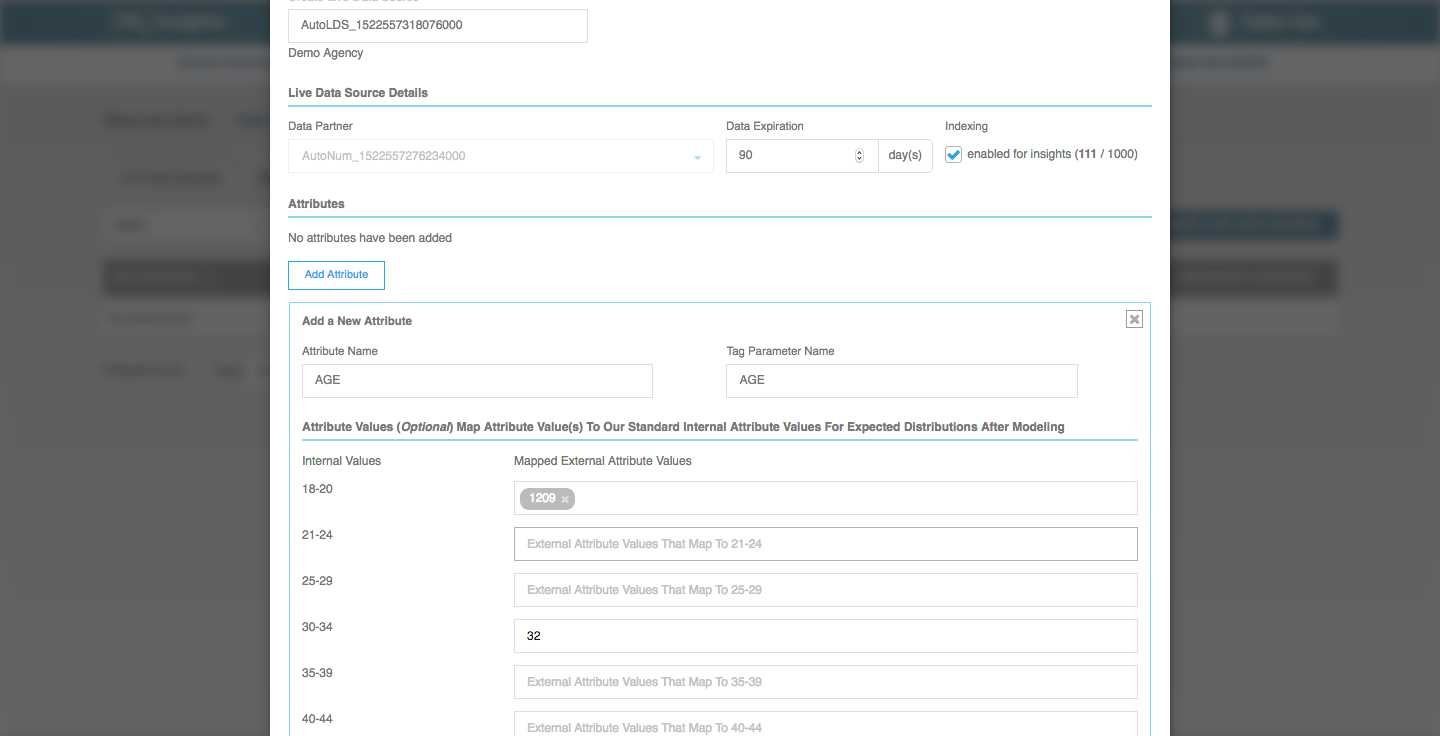 AutoLDS_1522557318076000
Demo Agency
Live Data Source Details
Data Partner
Data Expiration
Indexing
AutoNum_1522557276234000
90
day(s)
enabled for insights (111 / 1000)
Attributes
No attributes have been added
Add Attribute
Add a New Attribute
Attribute Name
Tag Parameter Name
AGE
AGE
Attribute Values (Optional) Map Attribute Value(s) To Our Standard Internal Attribute Values For Expected Distributions After Modeling
Internal Values
Mapped External Attribute Values
18-20
1209
21-24
External Attribute Values That Map To 21-24
25-29
External Attribute Values That Map To 25-29
30-34
32
35-39
External Attribute Values That Map To 35-39
40-44
External Attribute Values That Map To 40-44